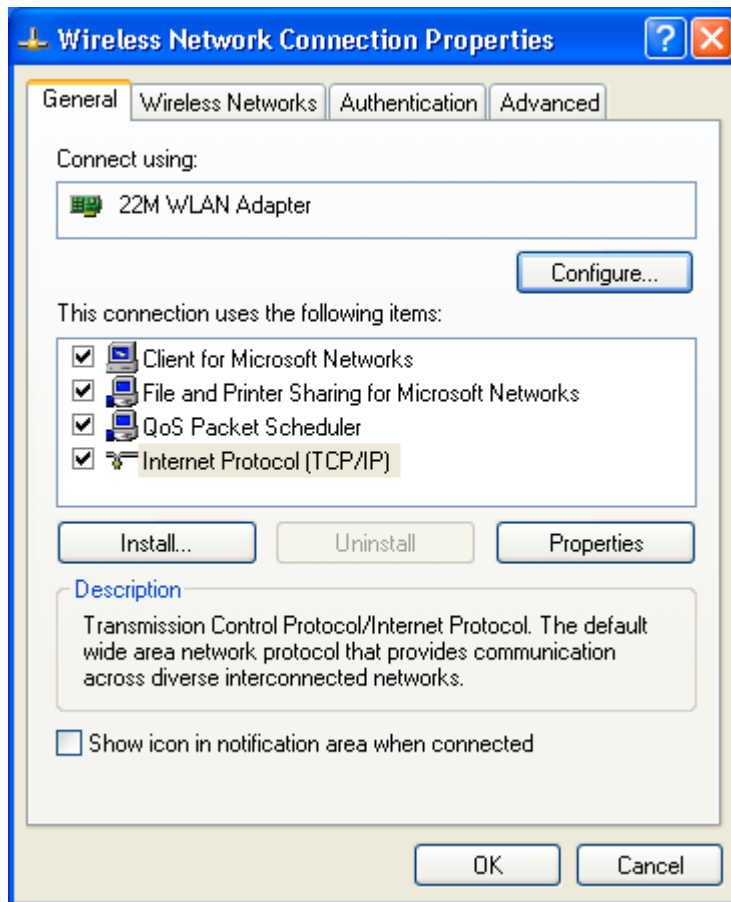 Wireless Network Connection Properties
?
General Wireless Networks Authentication Advanced
Connect using:
22M WLAN Adapter
Configure...
This connection uses the following items:
Client for Microsoft Networks
File and Printer Sharing for Microsoft Networks
QoS Packet Scheduler
Internet Protocol (TCP/IP)
Install... Uninstall Properties
Description
Transmission Control Protocol/Internet Protocol. The default
wide area network protocol that provides communication
across diverse interconnected networks.
Show icon in notification area when connected
OK Cancel